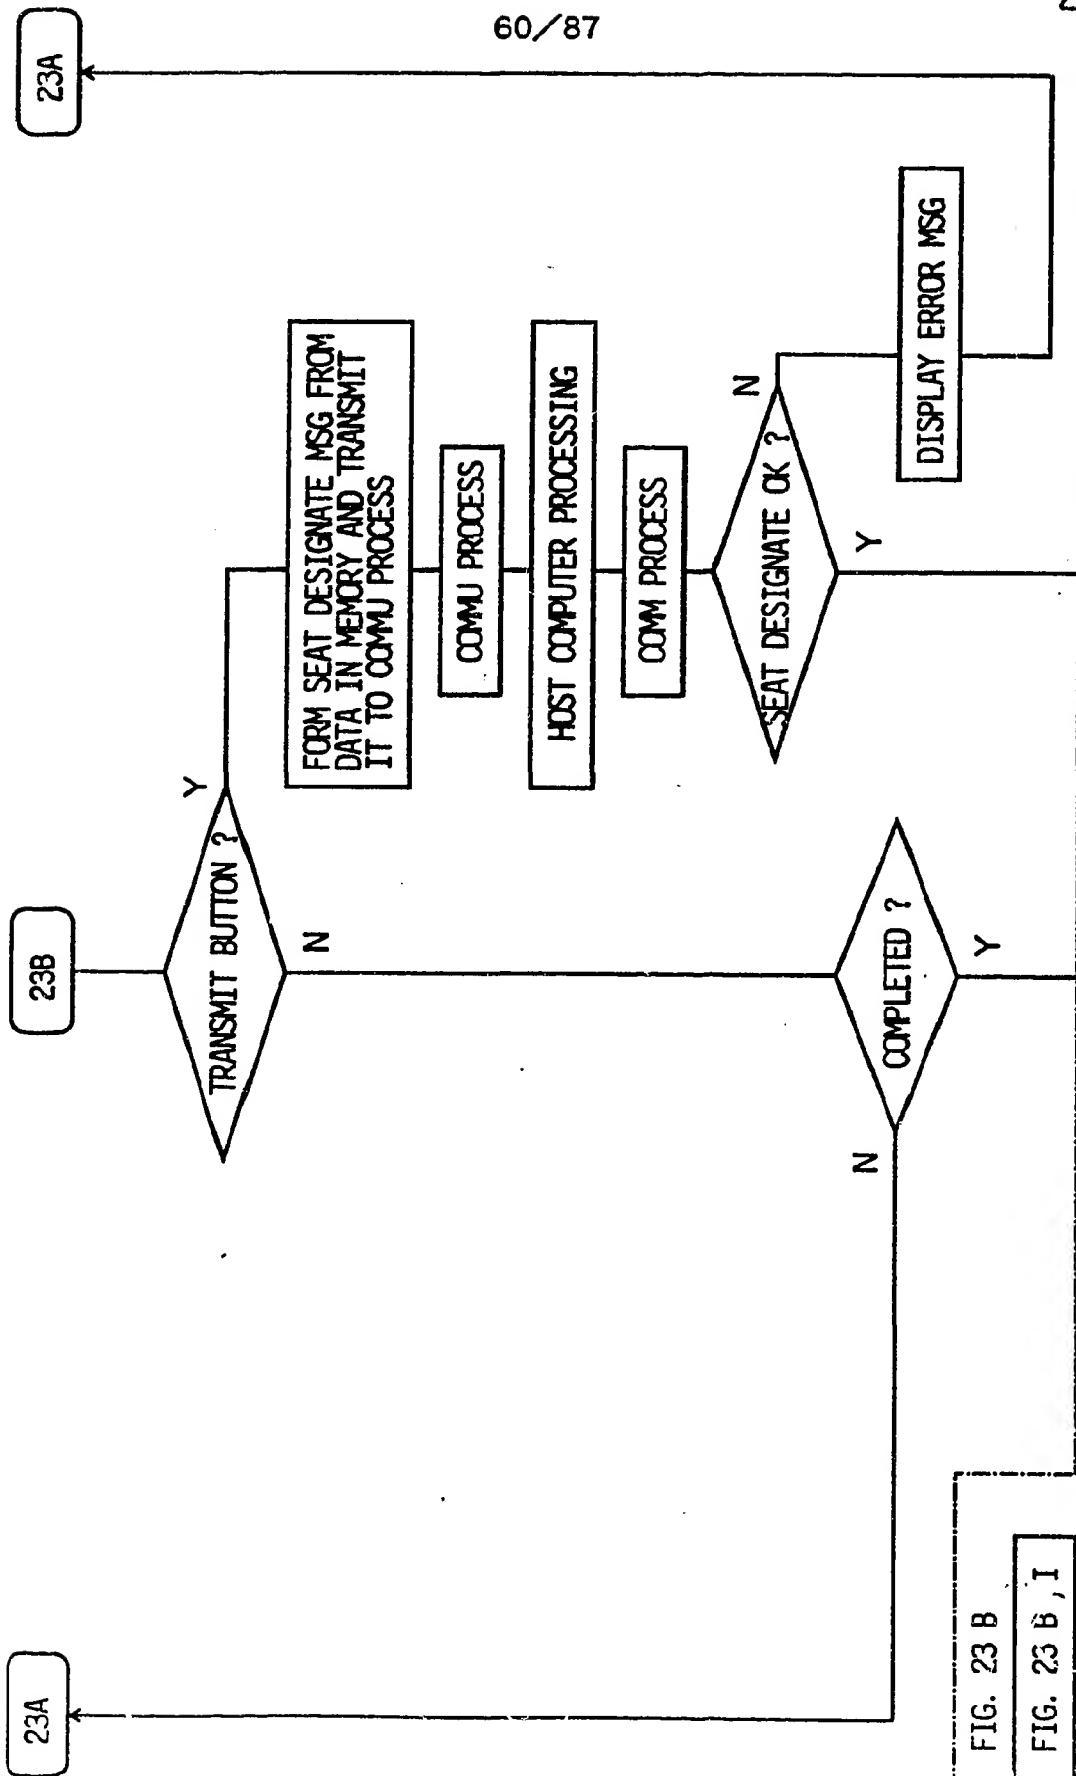 60/87
23A
23B
23A
TRANSMIT BUTTON ?
Y
N
FORM SEAT DESIGNATE MSG FROM
DATA IN MEMORY AND TRANSMIT
IT TO COMMU PROCESS
COMMU PROCESS
HOST COMPUTER PROCESSING
COMM PROCESS
SEAT DESIGNATE OK ?
N
Y
DISPLAY ERROR MSG
COMPLETED ?
N
Y
FIG. 23 B
FIG. 23 B , I